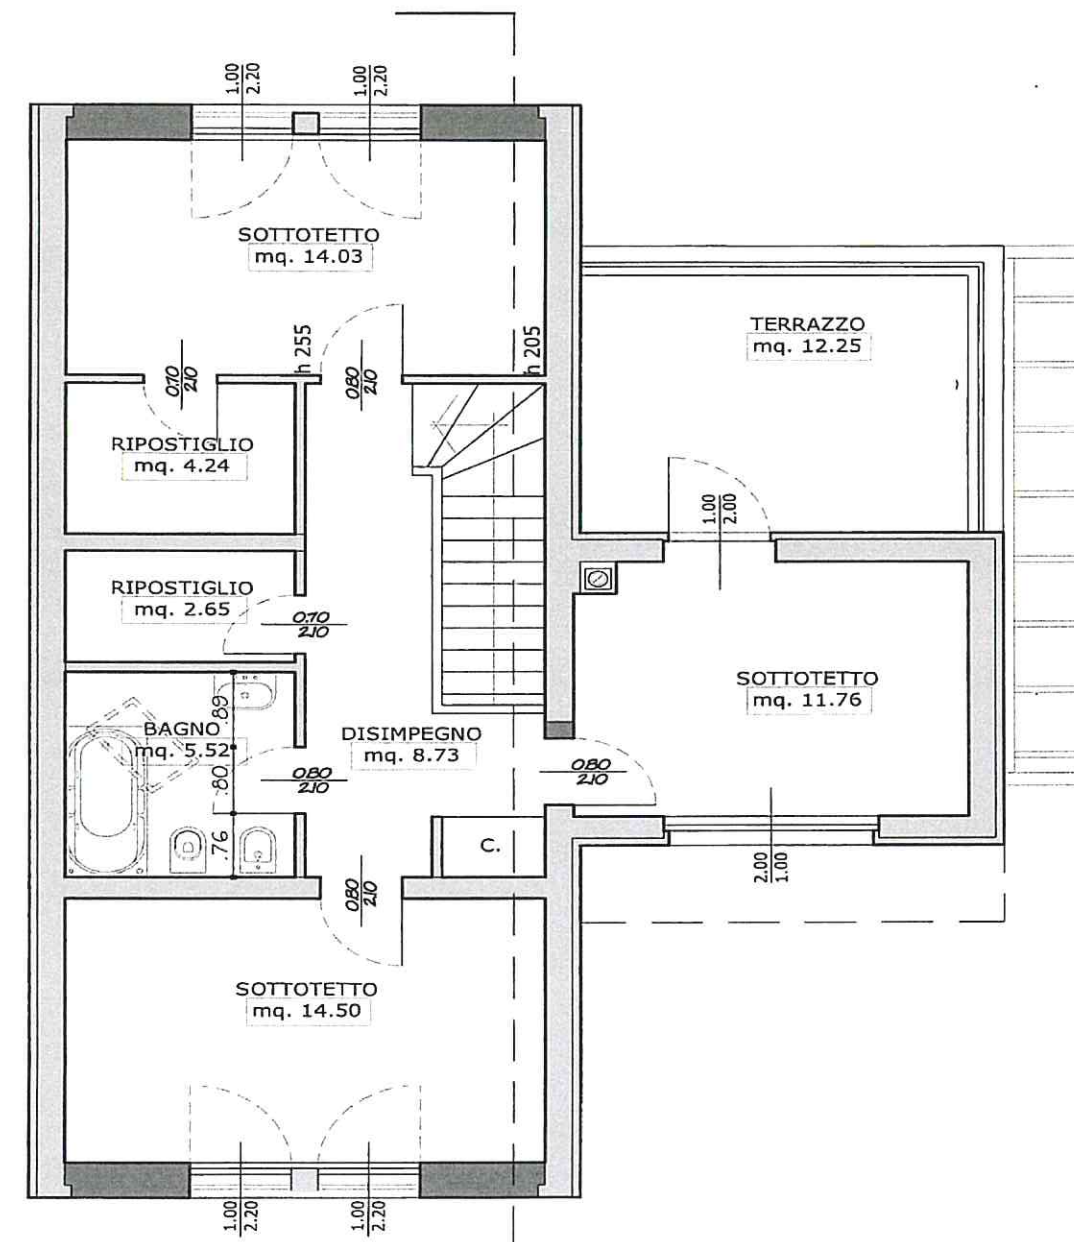 1.00
2.20
1.00
2.20
SOTTOTETTO
mq. 14.03
h 255
h 205
0.70
2.10
0.80
2.10
TERRAZZO
mq. 12.25
RIPOSTIGLIO
mq. 4.24
1.00
2.00
RIPOSTIGLIO
mq. 2.65
0.70
2.10
SOTTOTETTO
mq. 11.76
.89
BAGNO
mq. 5.52
DISIMPEGNO
mq. 8.73
.80
0.80
2.10
0.80
2.10
.76
C.
2.00
1.00
0.80
2.10
SOTTOTETTO
mq. 14.50
1.00
2.20
1.00
2.20